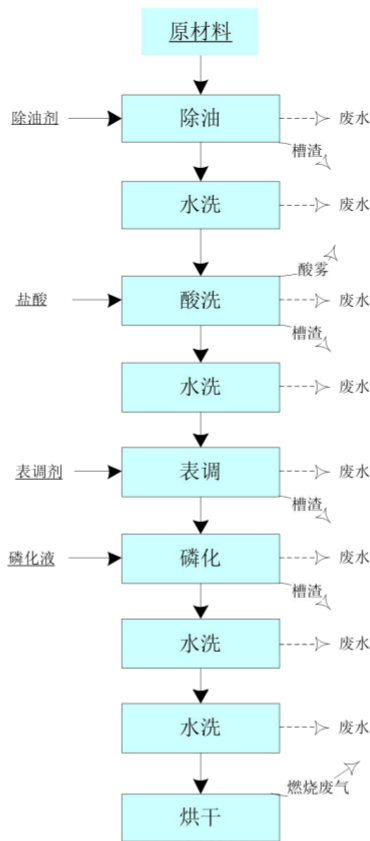 原材料
除油剂
除油
废水
槽渣
水洗
废水
酸雾
盐酸
酸洗
废水
槽渣
水洗
废水
表调剂
表调
废水
槽渣
磷化液
磷化
废水
槽渣
水洗
废水
水洗
废水
燃烧废气
烘干